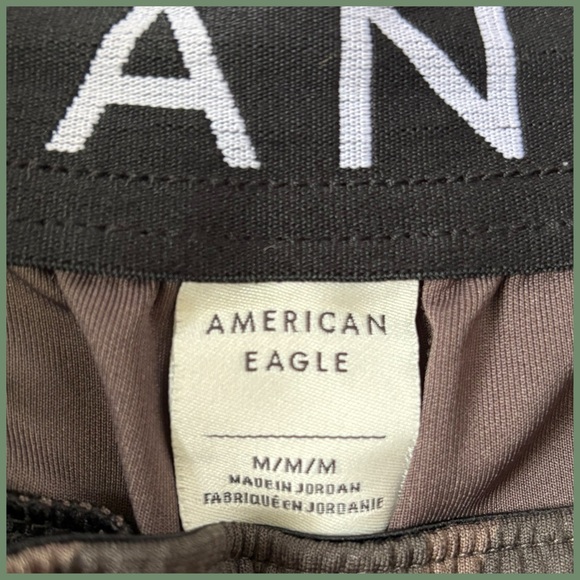 AN
AMERICAN
EAGLE
M/M/M
MADE IN JORDAN
FABRIQUÉ EN JORDANIE